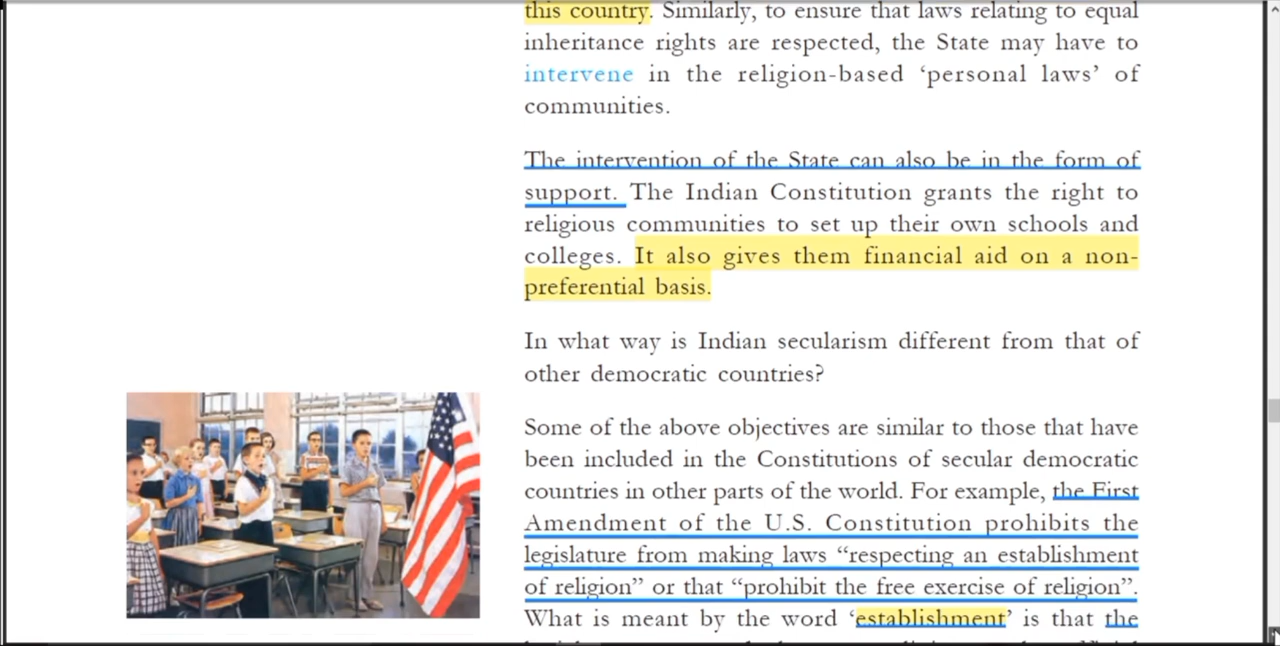 this country. Similarly, to ensure that laws relating to equal
inheritance rights are respected, the State may have to
intervene in the religion-based ‘personal laws’ of
communities.
The intervention of the State can also be in the form of
support. The Indian Constitution grants the right to
religious communities to set up their own schools and
colleges. It also gives them financial aid on a non-
preferential basis.
In what way is Indian secularism different from that of
other democratic countries?
Some of the above objectives are similar to those that have
been included in the Constitutions of secular democratic
countries in other parts of the world. For example, the First
Amendment of the U.S. Constitution prohibits the
legislature from making laws “respecting an establishment
of religion” or that “prohibit the free exercise of religion”.
What is meant by the word ‘establishment’ is that the